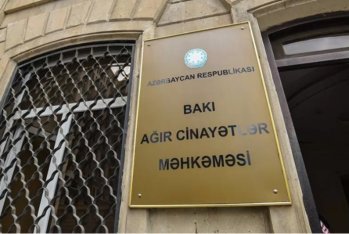 AZƏRBAYCAN RESPUBLİKASI
BAKI
AĞIR CİNAYƏTLƏR
MƏHKƏMƏSİ